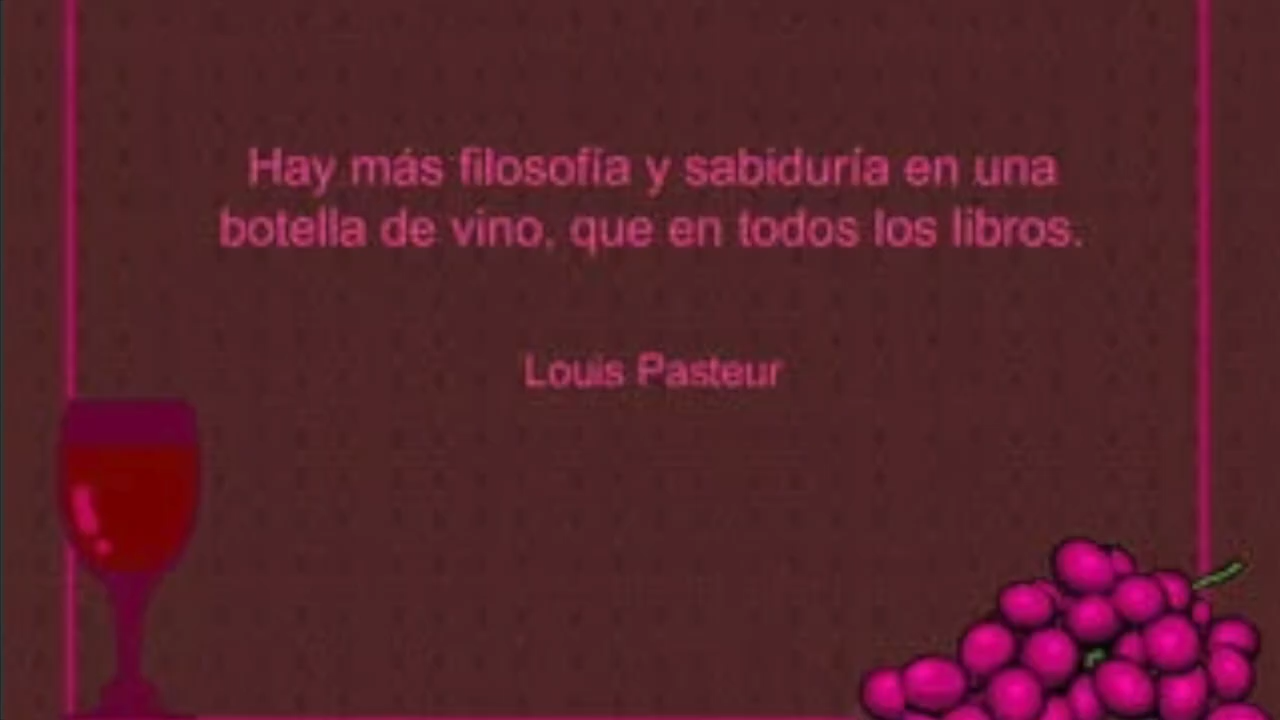 Hay más filosofía y sabiduría en una
botella de vino, que en todos los libros.
Louis Pasteur